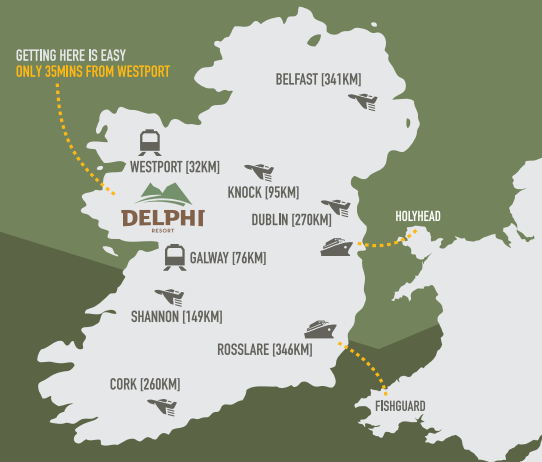 GETTING HERE IS EASY
ONLY 35MINS FROM WESTPORT
BELFAST [341KM]
WESTPORT [32KM]
KNOCK [95KM]
DELPHI
RESORT
DUBLIN [270KM]
HOLYHEAD
GALWAY [76KM]
SHANNON [149KM]
ROSSLARE [346KM]
CORK [260KM]
FISHGUARD